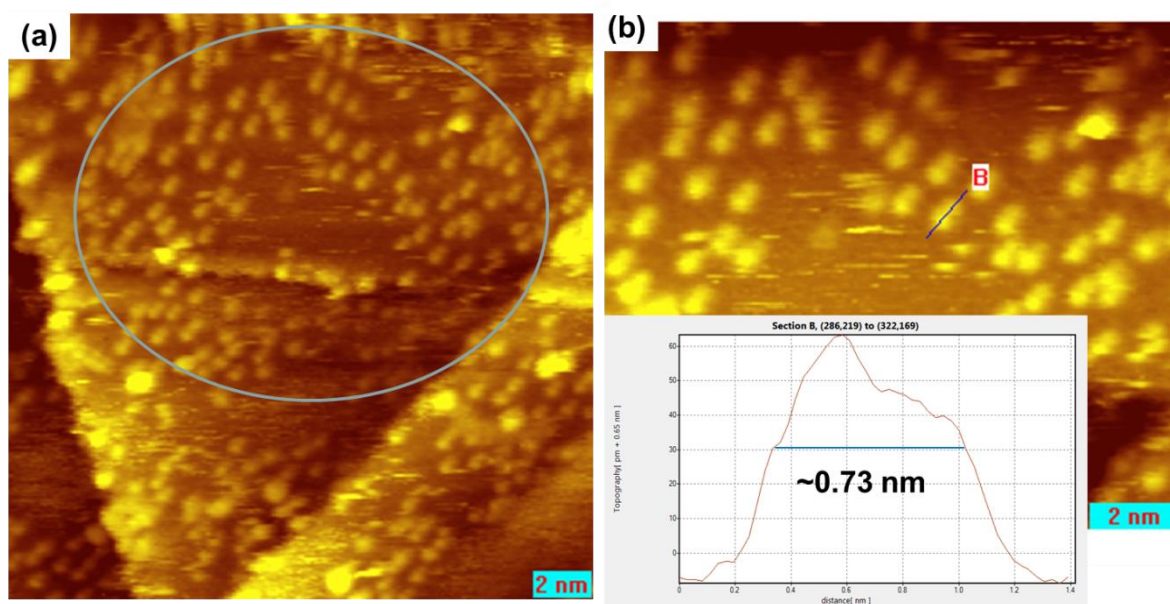 (a)
2 nm
(b)
B
2 nm
Section B, (286,219) to (322,169)
Topography[ pm + 0.65 nm ]
60
50
40
30
20
10
0
~0.73 nm
0 0.2 0.4 0.6 0.8 1.0 1.2 1.4
distance[ nm ]